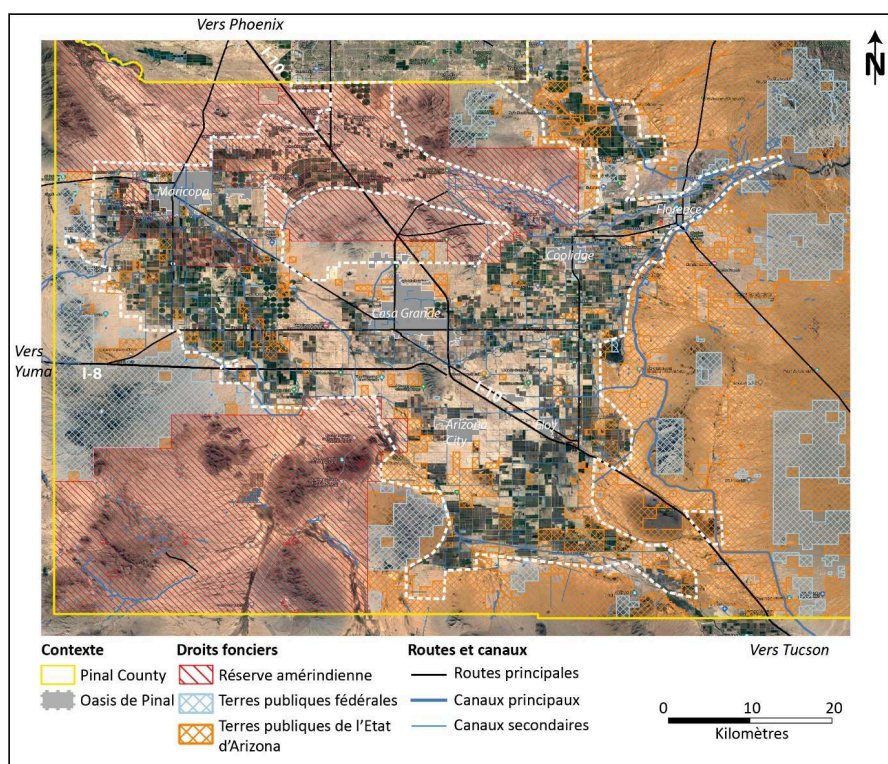 Vers Phoenix
I-10
N
Maricopa
Florence
Coolidge
Casa Grande
Vers
Yuma
I-8
I-10
Arizona
City
Eloy
Contexte
Pinal County
Oasis de Pinal
Droits fonciers
Réserve amérindienne
Terres publiques fédérales
Terres publiques de l’Etat
d’Arizona
Routes et canaux
Routes principales
Canaux principaux
Canaux secondaires
Vers Tucson
0 10 20
Kilomètres